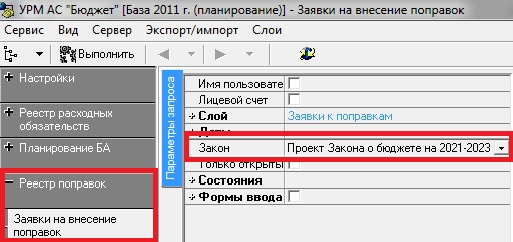 УРМ АС "Бюджет" [База 2011 г. (планирование)] - Заявки на внесение поправок
Сервис Вид Сервер Экспорт/импорт Слои
Выполнить
Настройки
Реестр расходных
обязательств
Планирование БА
Реестр поправок
Заявки на внесение
поправок
Параметры запроса
Имя пользовате
Лицевой счет
Слой Заявки к поправкам
Даты
Закон Проект Закона о бюджете на 2021-2023
Только открыты
Состояния
Формы ввода